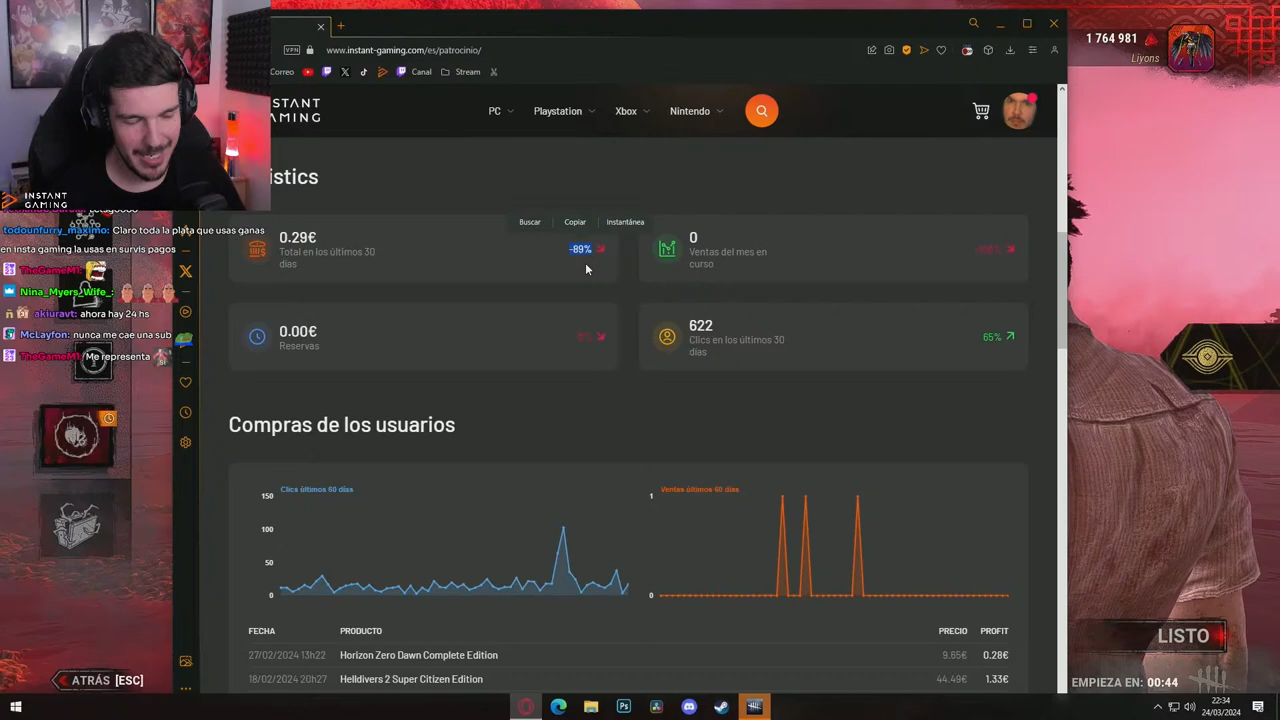 www.instant-gaming.com/es/patrocinio/
VPN
Correo
Canal
Stream
1 764 981
Liyons
GAMING
PC
Playstation
Xbox
Nintendo
INSTANT
GAMING
Buscar
Copiar
Instantánea
0.29€
Total en los últimos 30
días
-89%
0
Ventas del mes en
curso
-100%
0.00€
Reservas
0%
622
Clics en los últimos 30
días
65%
todounfurry_maximo: Claro toda la plata que usas ganas
en insta gaming la usas en survis pagos
TheGameM1:
Nina_Myers_Wife_:
akiuravt: ahora hay 24 hs
McLayfon: nunca me cae una sub
TheGameM1: Me representa
Compras de los usuarios
Clics últimos 60 días
150
100
50
0
Ventas últimos 60 días
1
0
FECHA
PRODUCTO
PRECIO
PROFIT
27/02/2024 13h22
Horizon Zero Dawn Complete Edition
9.65€
0.28€
18/02/2024 20h27
Helldivers 2 Super Citizen Edition
44.49€
1.33€
ATRÁS [ESC]
LISTO
EMPIEZA EN: 00:44
Ps
22:34
24/03/2024